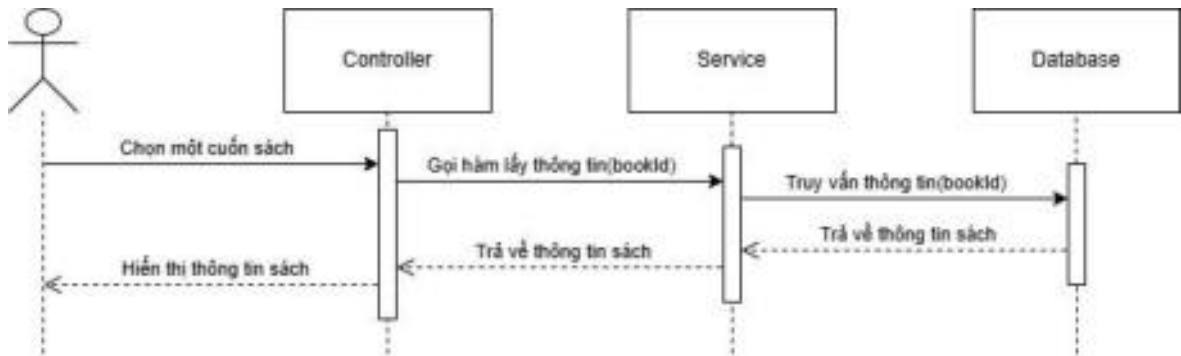 Controller
Service
Database
Chọn một cuốn sách
Gọi hàm lấy thông tin(bookId)
Truy vấn thông tin(bookId)
Trả về thông tin sách
Trả về thông tin sách
Hiển thị thông tin sách